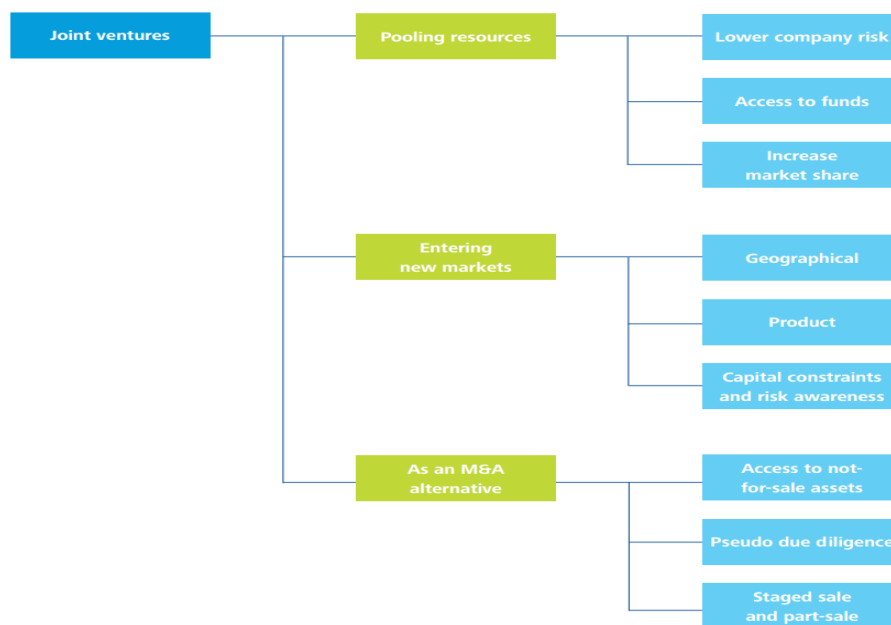 Joint ventures
Pooling resources
Lower company risk
Access to funds
Increase
market share
Entering
new markets
Geographical
Product
Capital constraints
and risk awareness
As an M&A
alternative
Access to not-
for-sale assets
Pseudo due diligence
Staged sale
and part-sale